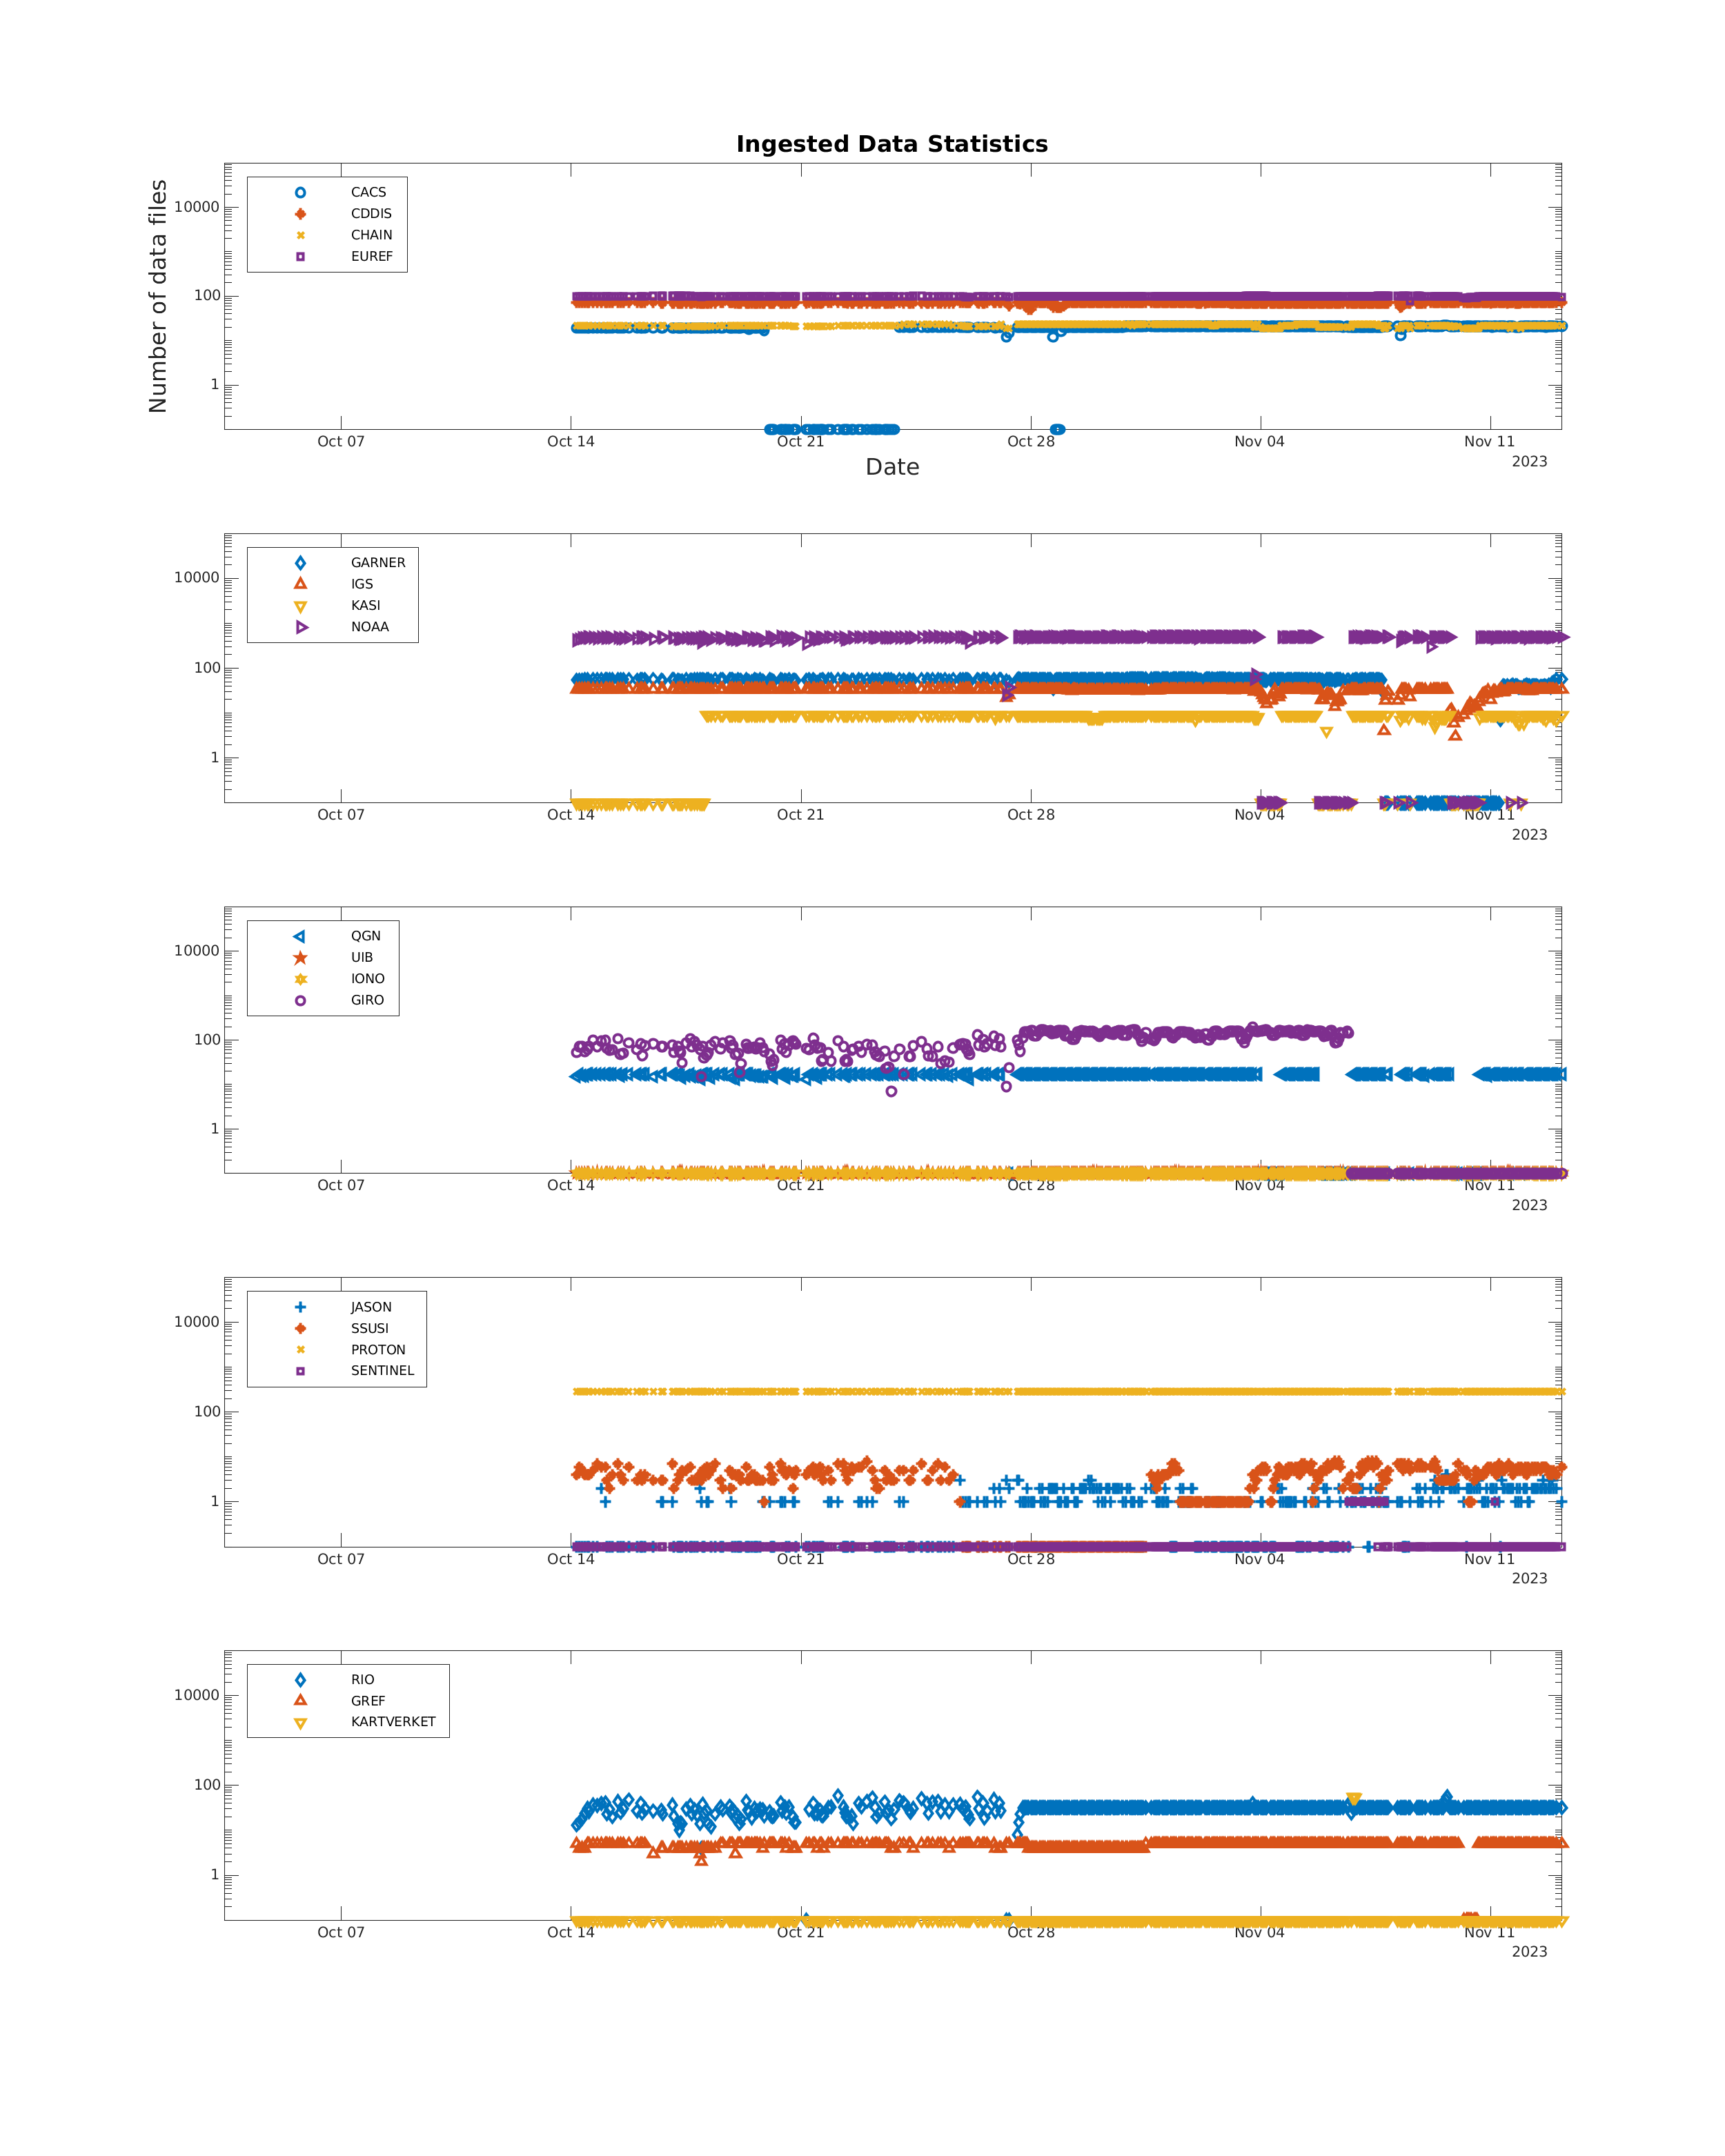 Ingested Data Statistics
Number of data files
CACS
CDDIS
CHAIN
EUREF
10000
100
1
Oct 07 Oct 14 Oct 21 Oct 28 Nov 04 Nov 11
2023
Date
GARNER
IGS
KASI
NOAA
10000
100
1
Oct 07 Oct 14 Oct 21 Oct 28 Nov 04 Nov 11
2023
QGN
UIB
IONO
GIRO
10000
100
1
Oct 07 Oct 14 Oct 21 Oct 28 Nov 04 Nov 11
2023
JASON
SSUSI
PROTON
SENTINEL
10000
100
1
Oct 07 Oct 14 Oct 21 Oct 28 Nov 04 Nov 11
2023
RIO
GREF
KARTVERKET
10000
100
1
Oct 07 Oct 14 Oct 21 Oct 28 Nov 04 Nov 11
2023